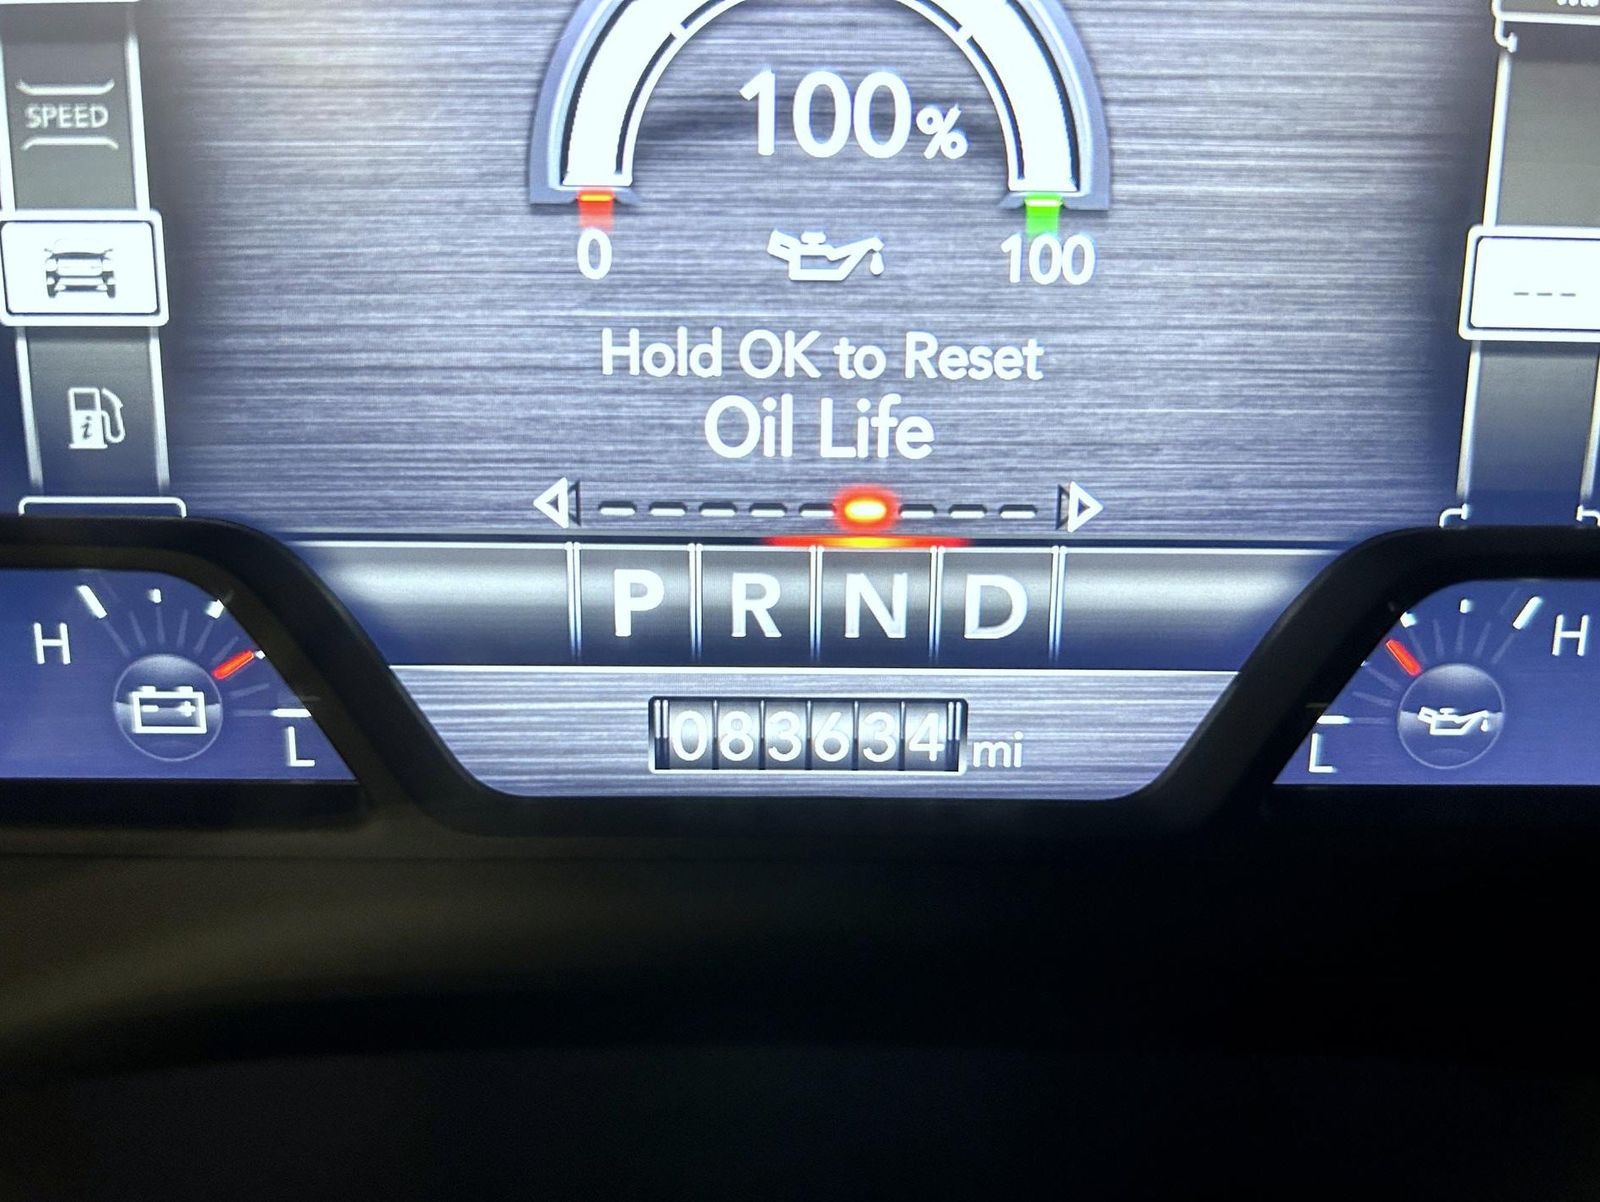 SPEED
100%
0
100
Hold OK to Reset
Oil Life
P R N D
H
L
083634 mi
H
L
---
i